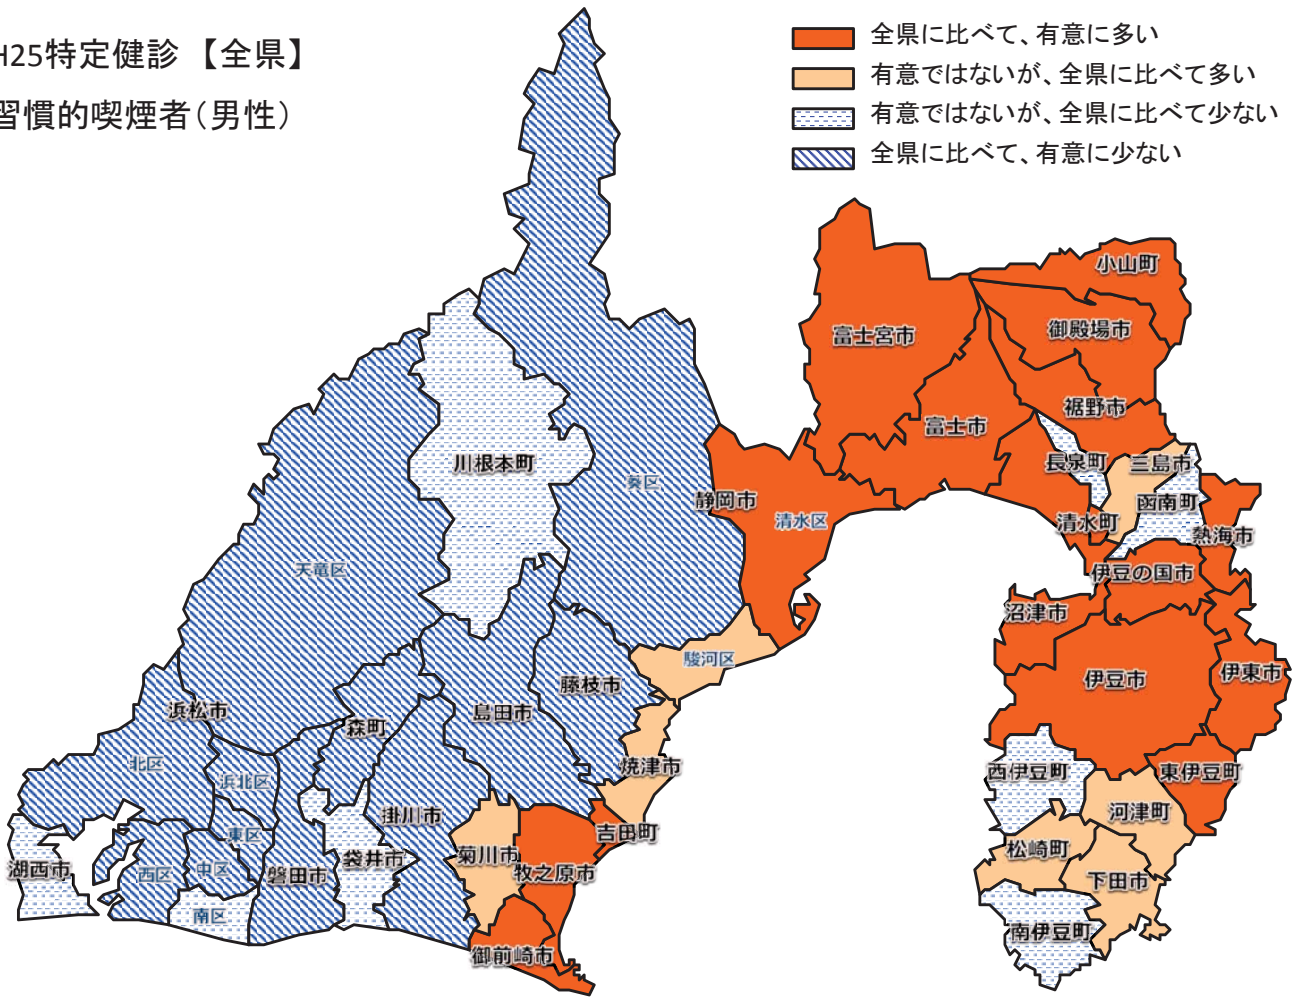 H25特定健診 【全県】
習慣的喫煙者(男性)
全県に比べて、有意に多い
有意ではないが、全県に比べて多い
有意ではないが、全県に比べて少ない
全県に比べて、有意に少ない
小山町
御殿場市
富士宮市
裾野市
富士市
長泉町
三島市
川根本町
葵区
静岡市
清水区
函南町
清水町
熱海市
天竜区
伊豆の国市
沼津市
駿河区
伊豆市
伊東市
藤枝市
浜松市
島田市
森町
北区
浜北区
焼津市
西伊豆町
東伊豆町
掛川市
河津町
東区
吉田町
菊川市
袋井市
松崎町
湖西市
西区
中区
磐田市
牧之原市
下田市
南区
南伊豆町
御前崎市